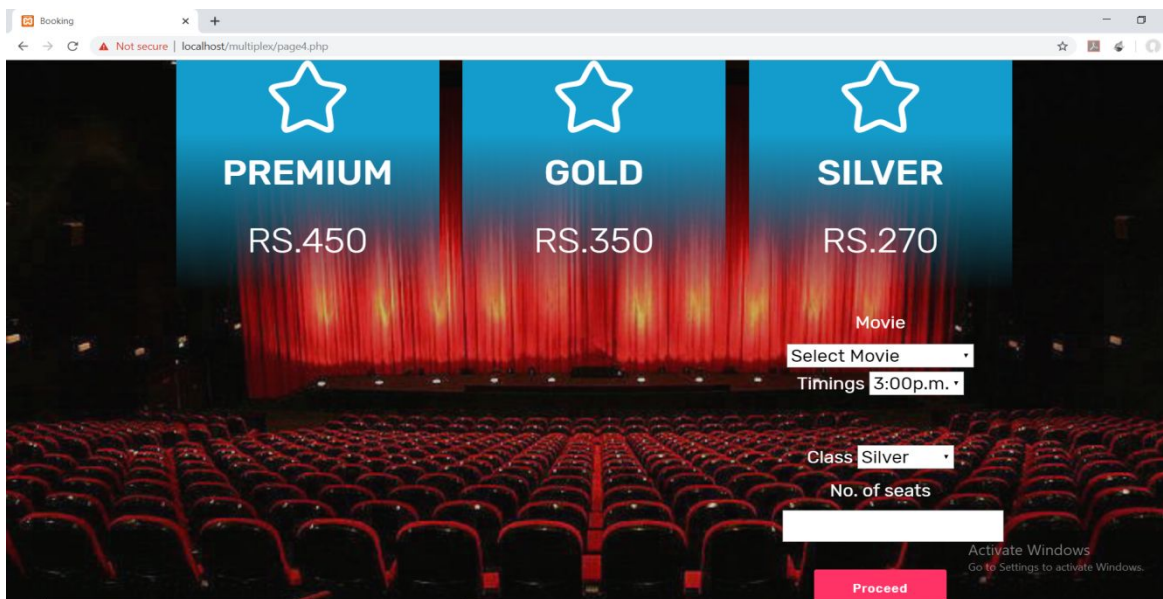 Booking
Not secure | localhost/multiplex/page4.php
PREMIUM
GOLD
SILVER
RS.450
RS.350
RS.270
Movie
Select Movie
Timings 3:00p.m.
Class Silver
No. of seats
Activate Windows
Go to Settings to activate Windows.
Proceed